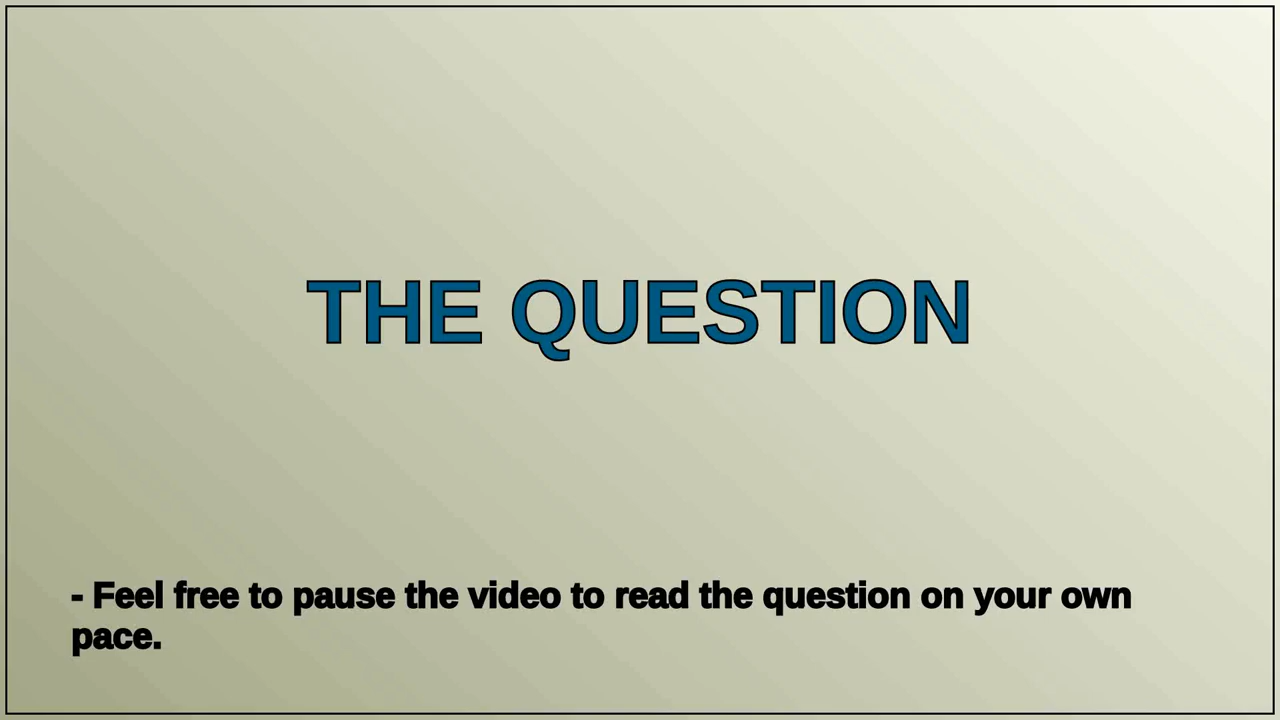 THE QUESTION
- Feel free to pause the video to read the question on your own
pace.